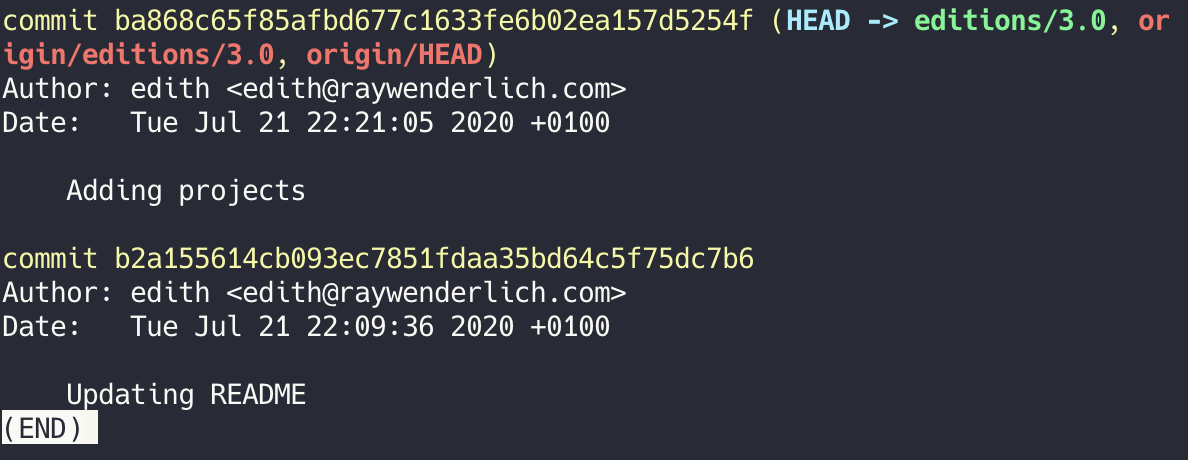 commit ba868c65f85afbd677c1633fe6b02ea157d5254f (HEAD -> editions/3.0, or
igin/editions/3.0, origin/HEAD)
Author: edith <edith@raywenderlich.com>
Date:   Tue Jul 21 22:21:05 2020 +0100
    Adding projects
commit b2a155614cb093ec7851fdaa35bd64c5f75dc7b6
Author: edith <edith@raywenderlich.com>
Date:   Tue Jul 21 22:09:36 2020 +0100
    Updating README
(END)